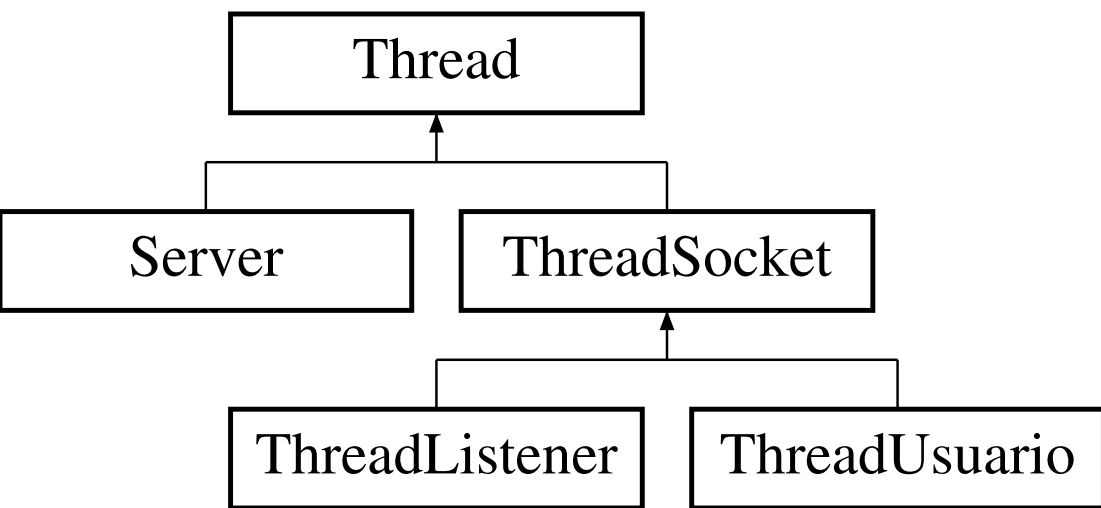 Thread
Server
ThreadSocket
ThreadListener
ThreadUsuario